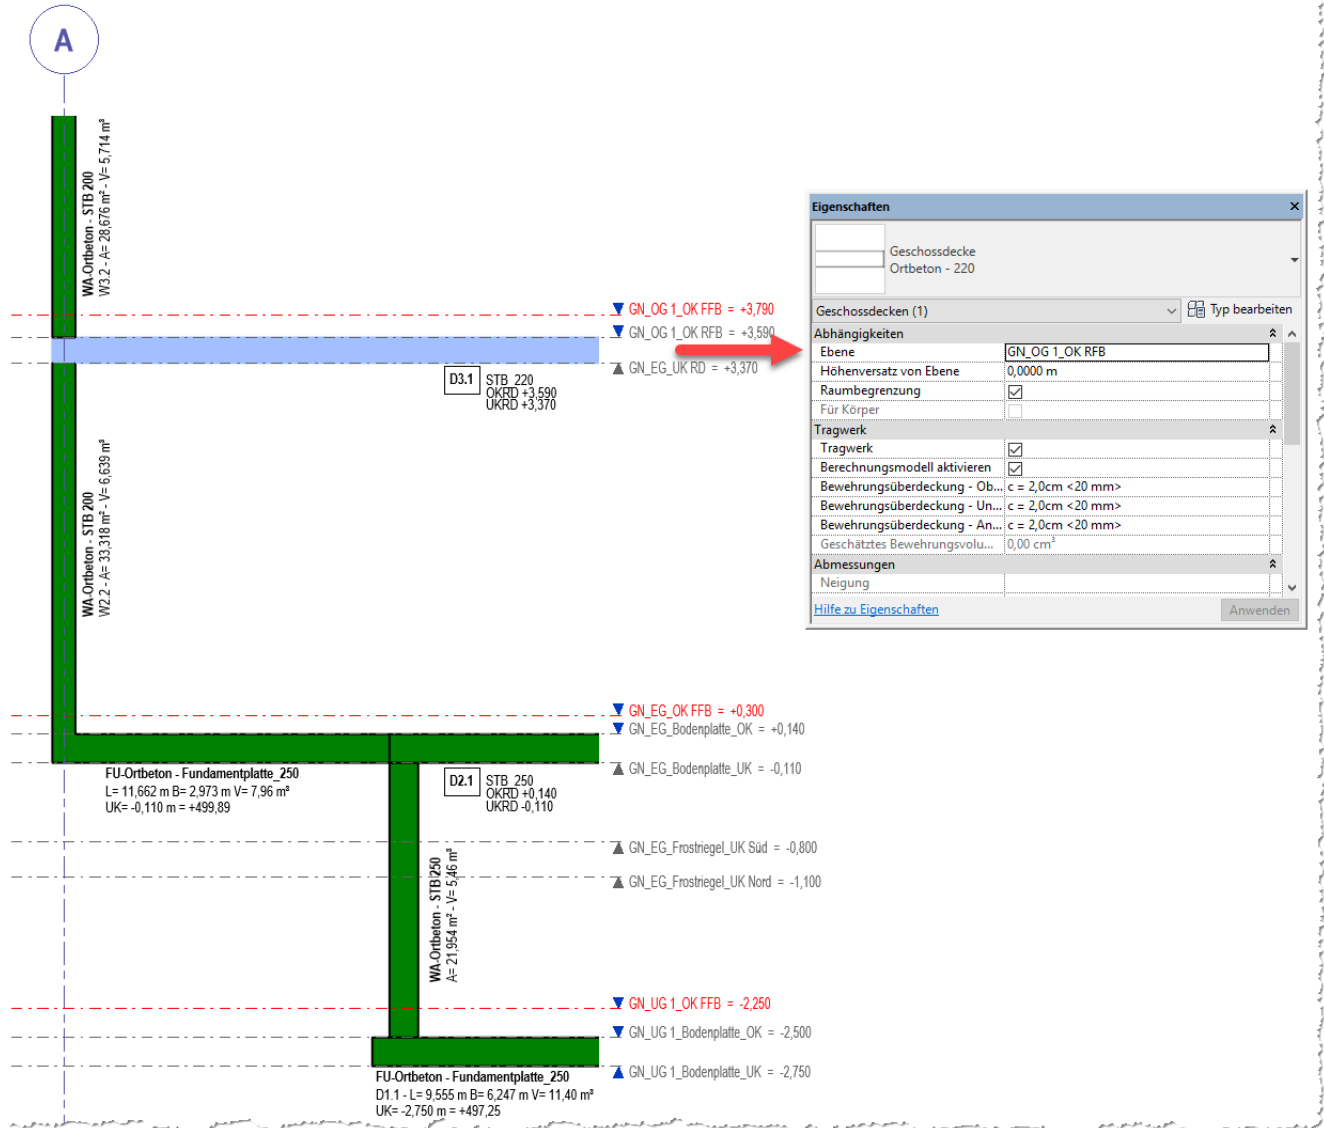 A
WA-Ortbeton - STB 200
W3.2 - A= 28,676 m² - V= 5,714 m³
GN_OG 1_OK FFB = +3,790
GN_OG 1_OK RFB = +3,590
GN_EG_UK RD = +3,370
D3.1
STB_220
OKRD +3,590
UKRD +3,370
WA-Ortbeton - STB 200
W2.2 - A= 33,318 m² - V= 6,639 m³
GN_EG_OK FFB = +0,300
GN_EG_Bodenplatte_OK = +0,140
GN_EG_Bodenplatte_UK = -0,110
FU-Ortbeton - Fundamentplatte_250
L= 11,662 m B= 2,973 m V= 7,96 m³
UK= -0,110 m = +499,89
D2.1
STB_250
OKRD +0,140
UKRD -0,110
GN_EG_Frostriegel_UK Süd = -0,800
GN_EG_Frostriegel_UK Nord = -1,100
WA-Ortbeton - STB 250
A= 21,954 m² - V= 5,46 m³
GN_UG 1_OK FFB = -2,250
GN_UG 1_Bodenplatte_OK = -2,500
GN_UG 1_Bodenplatte_UK = -2,750
FU-Ortbeton - Fundamentplatte_250
D1.1 - L= 9,555 m B= 6,247 m V= 11,40 m³
UK= -2,750 m = +497,25
Eigenschaften
Geschossdecke
Ortbeton - 220
Geschossdecken (1)
Typ bearbeiten
Abhängigkeiten
Ebene GN_OG 1_OK RFB
Höhenversatz von Ebene 0,0000 m
Raumbegrenzung
Für Körper
Tragwerk
Tragwerk
Berechnungsmodell aktivieren
Bewehrungsüberdeckung - Ob... c = 2,0cm <20 mm>
Bewehrungsüberdeckung - Un... c = 2,0cm <20 mm>
Bewehrungsüberdeckung - An... c = 2,0cm <20 mm>
Geschätztes Bewehrungsvolu... 0,00 cm³
Abmessungen
Neigung
Hilfe zu Eigenschaften
Anwenden